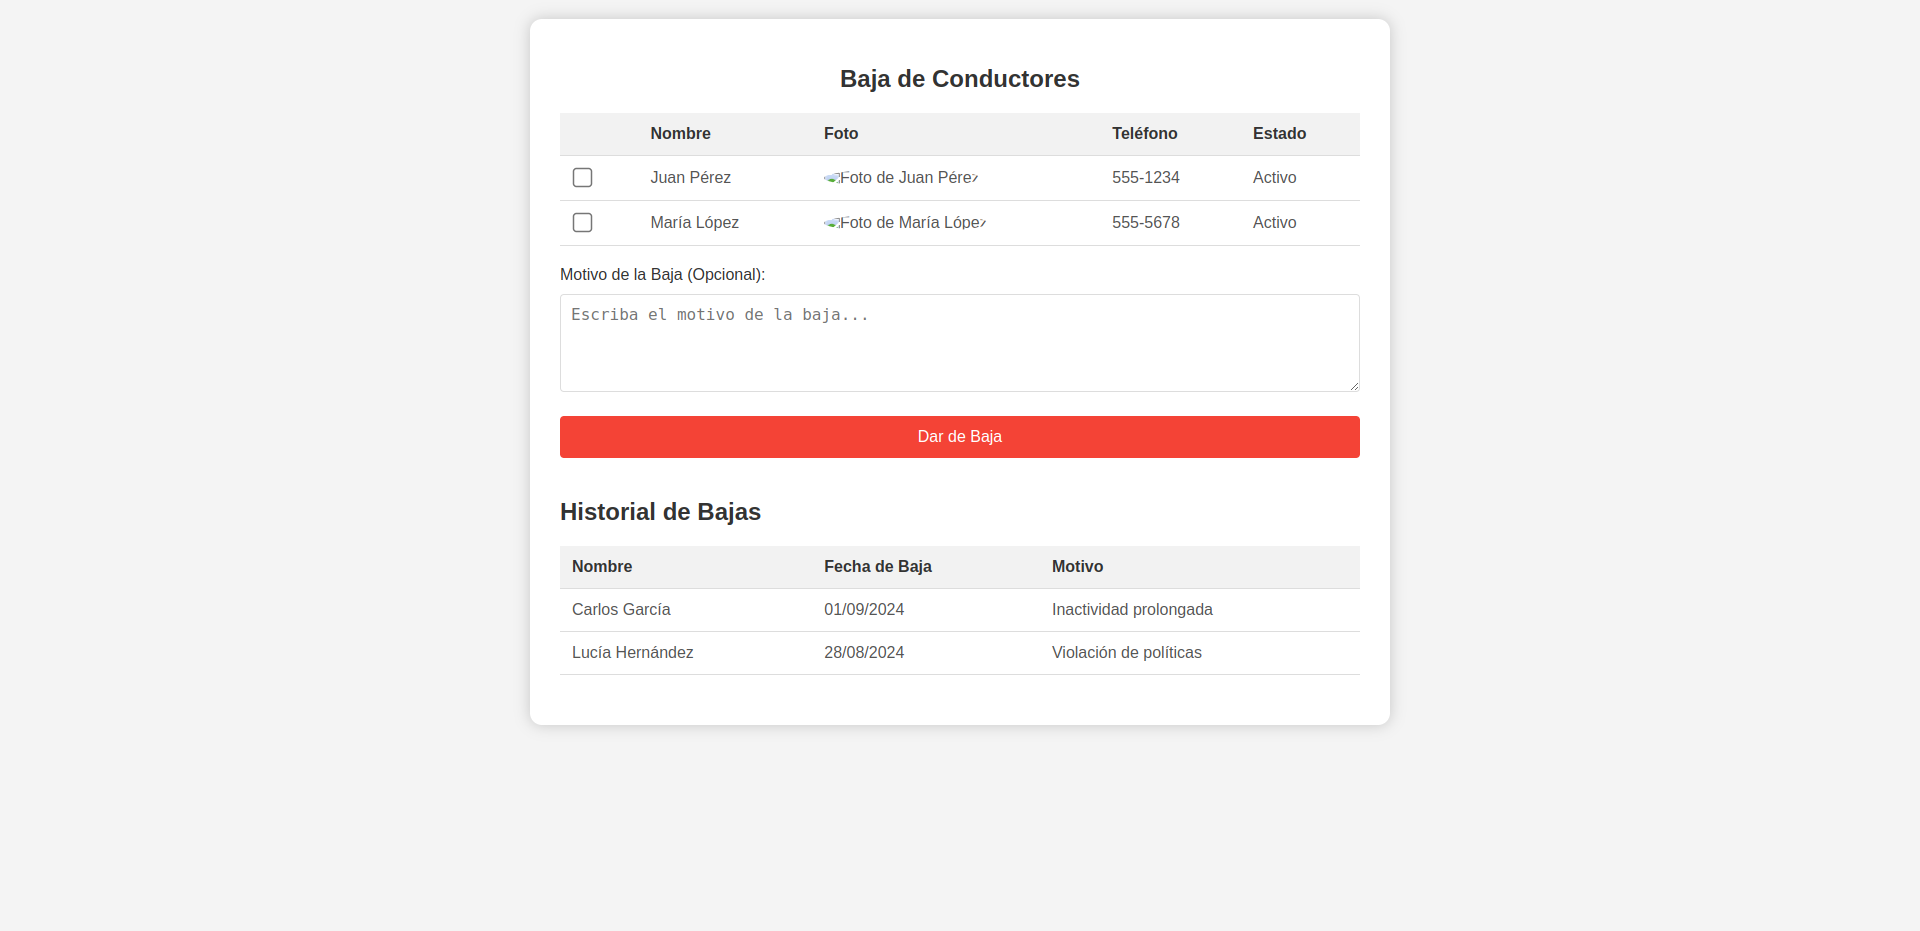 Baja de Conductores
Nombre Foto Teléfono Estado
Juan Pérez Foto de Juan Pérez 555-1234 Activo
María López Foto de María López 555-5678 Activo
Motivo de la Baja (Opcional):
Escriba el motivo de la baja...
Dar de Baja
Historial de Bajas
Nombre Fecha de Baja Motivo
Carlos García 01/09/2024 Inactividad prolongada
Lucía Hernández 28/08/2024 Violación de políticas